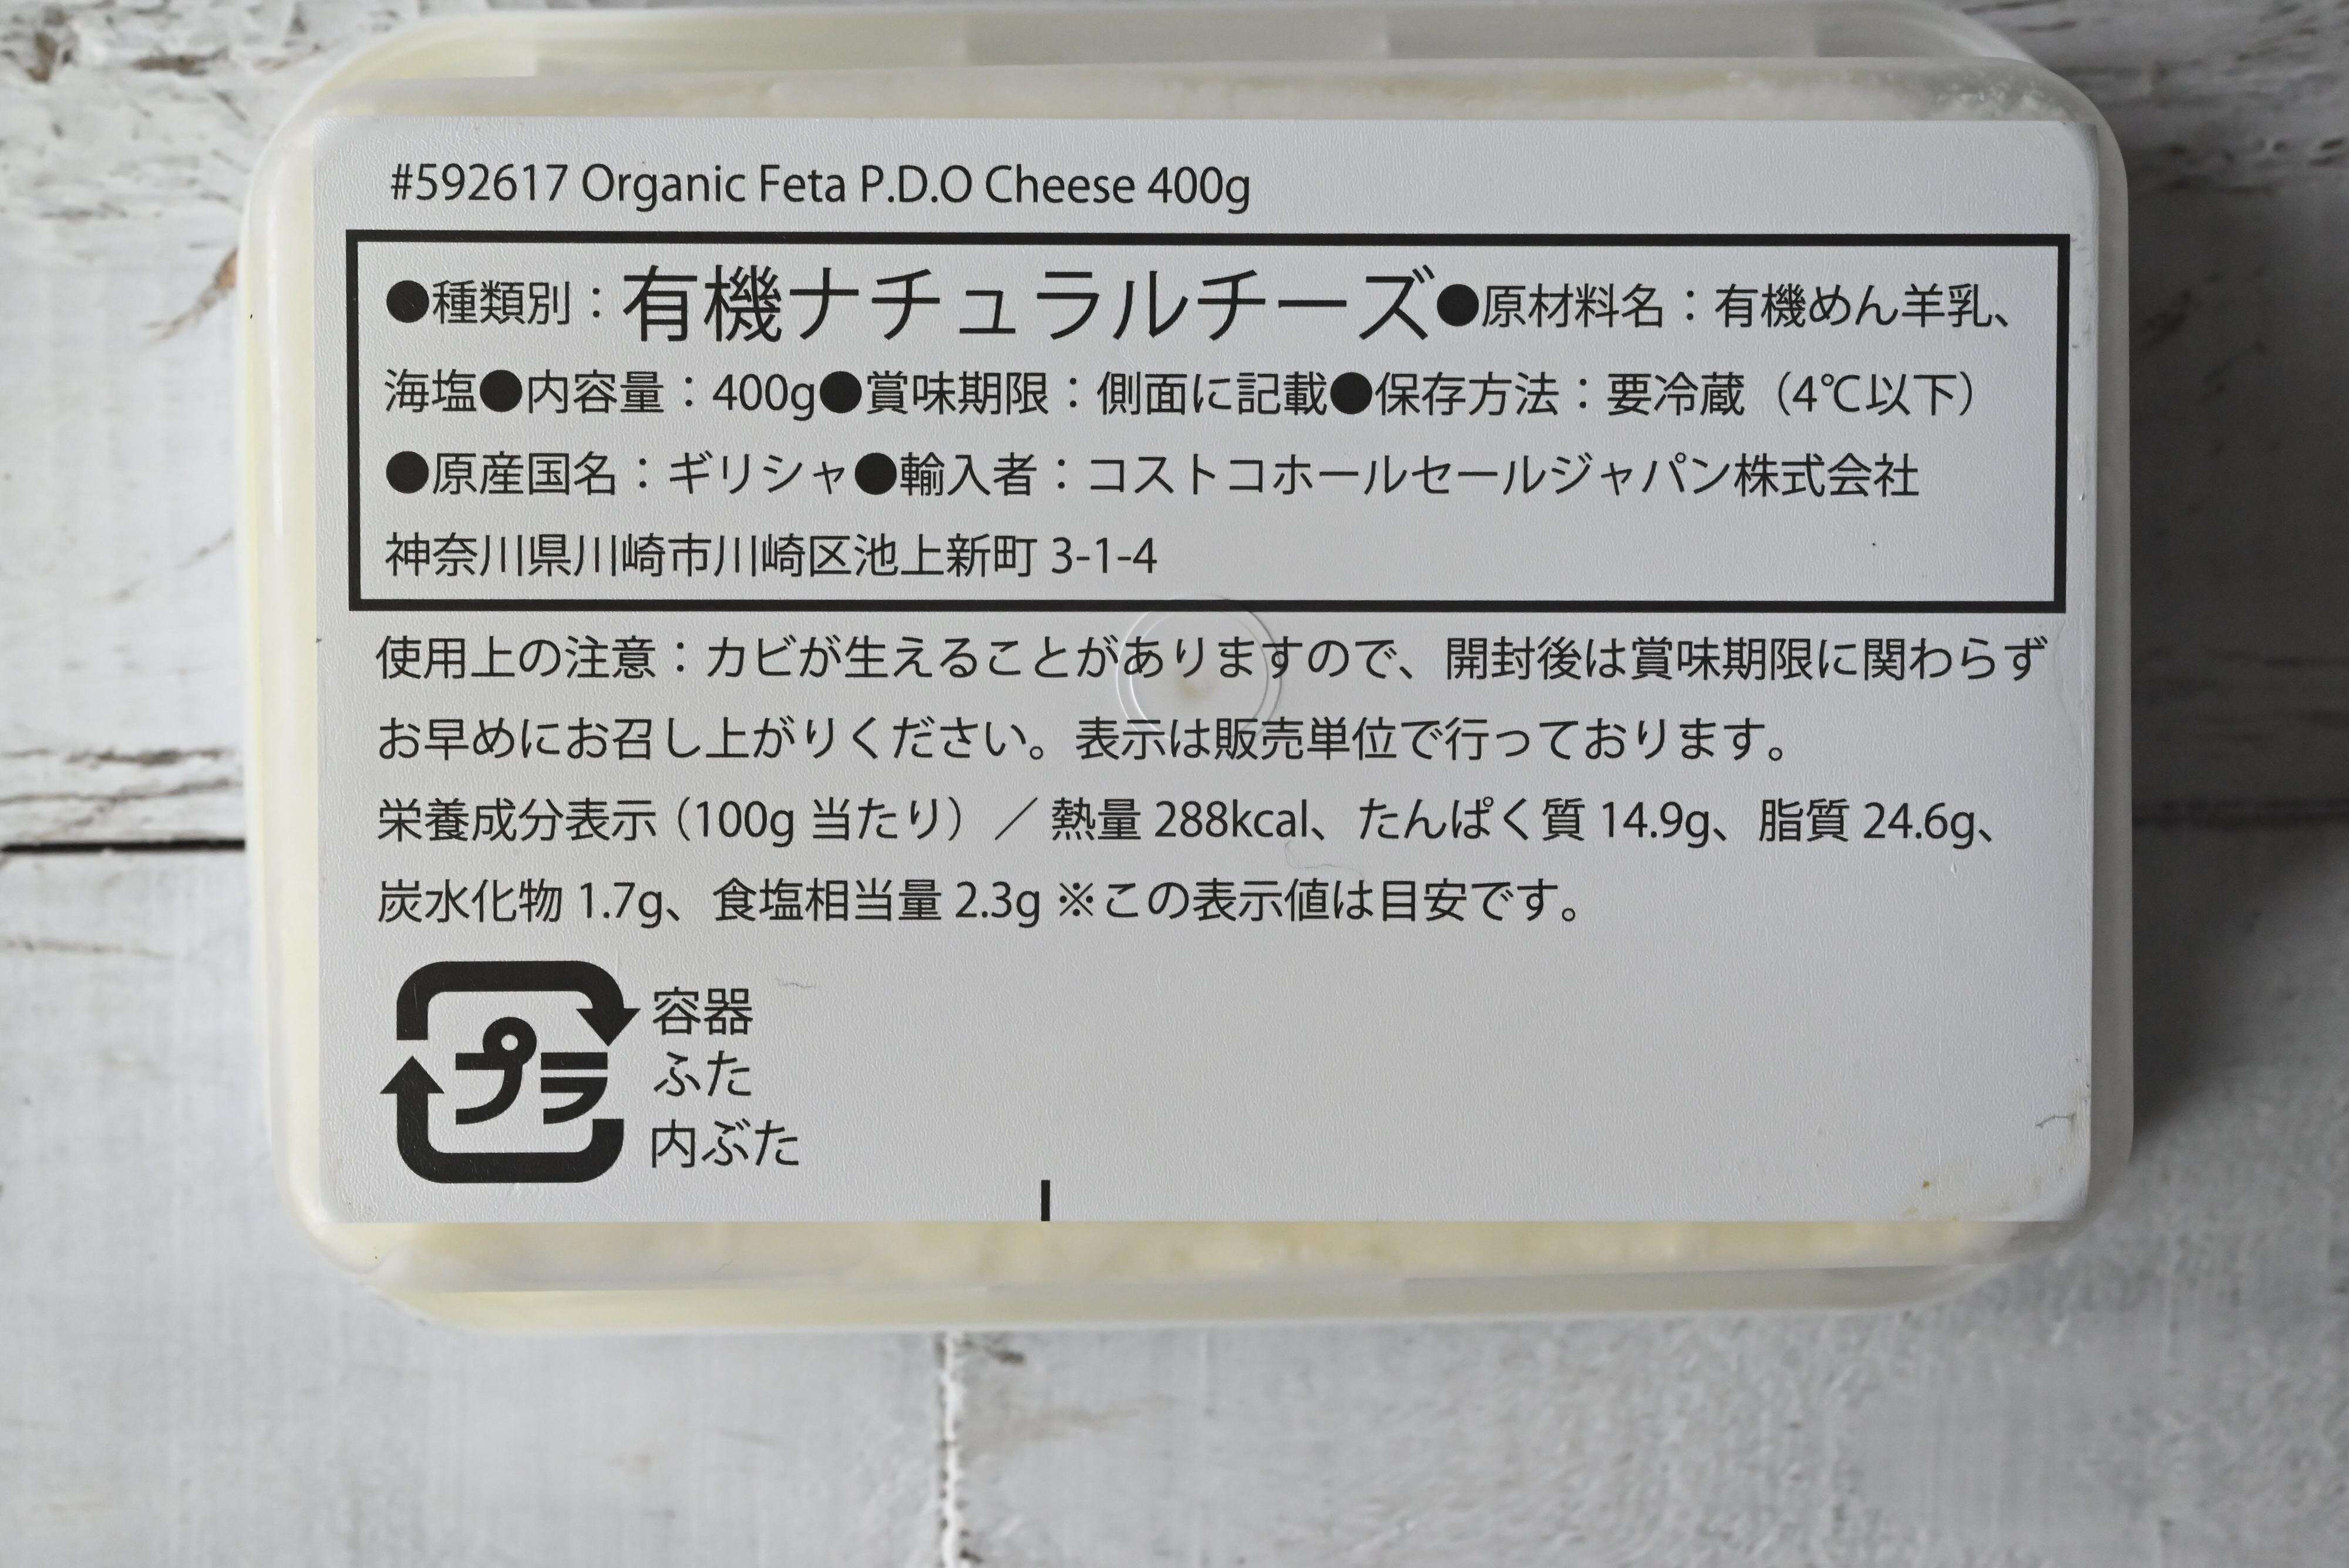 #592617 Organic Feta P.D.O Cheese 400g
●種類別：有機ナチュラルチーズ●原材料名：有機めん羊乳、
海塩●内容量：400g●賞味期限：側面に記載●保存方法：要冷蔵（4℃以下）
●原産国名：ギリシャ●輸入者：コストコホールセールジャパン株式会社
神奈川県川崎市川崎区池上新町 3-1-4
使用上の注意：カビが生えることがありますので、開封後は賞味期限に関わらず
お早めにお召し上がりください。表示は販売単位で行っております。
栄養成分表示（100g 当たり）／ 熱量 288kcal、たんぱく質 14.9g、脂質 24.6g、
炭水化物 1.7g、食塩相当量 2.3g ※この表示値は目安です。
プラ
容器
ふた
内ぶた